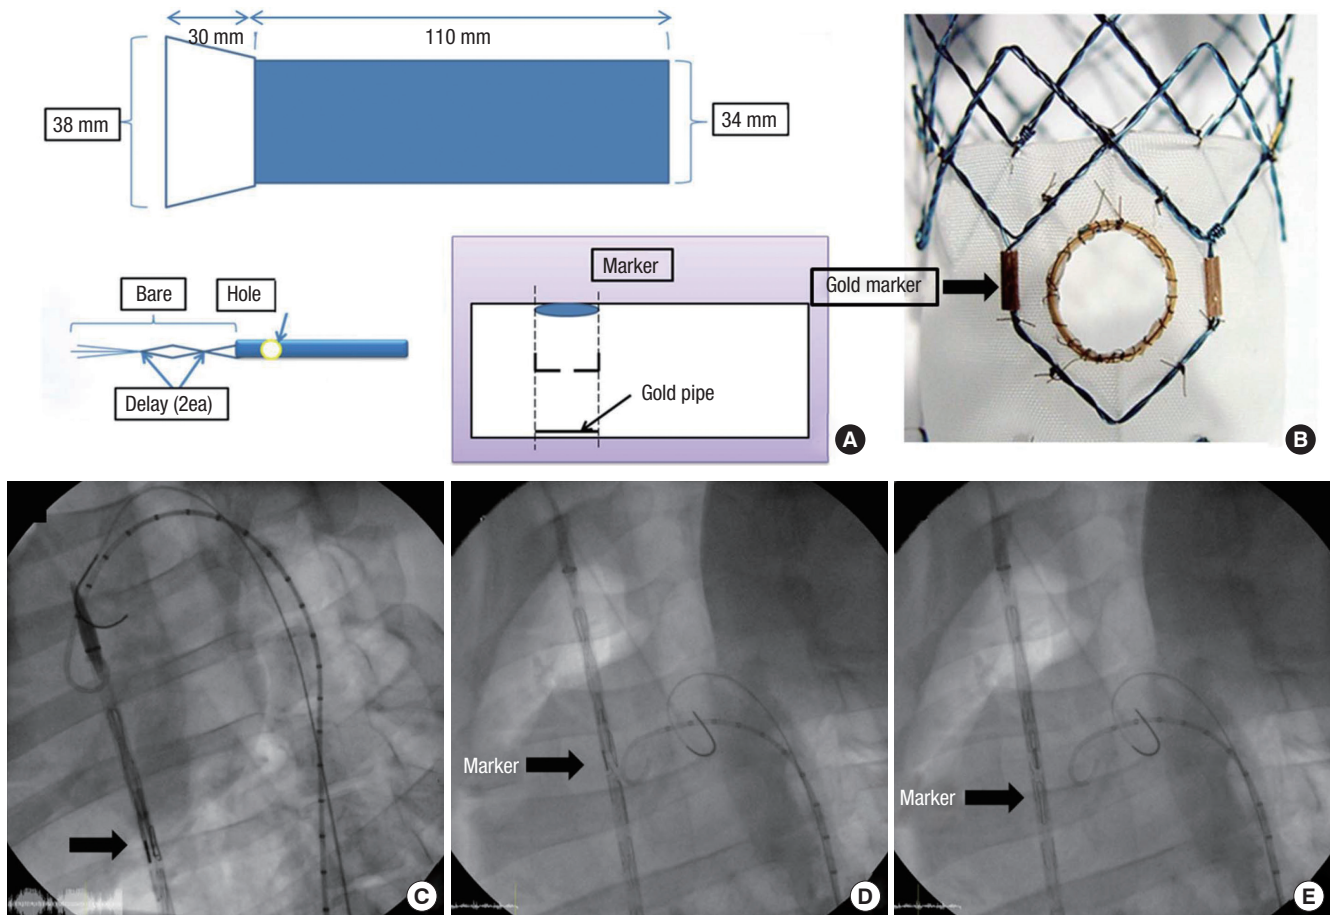 30 mm
110 mm
38 mm
34 mm
Bare
Hole
Delay (2ea)
Marker
Gold pipe
A
Gold marker
B
C
Marker
D
Marker
E